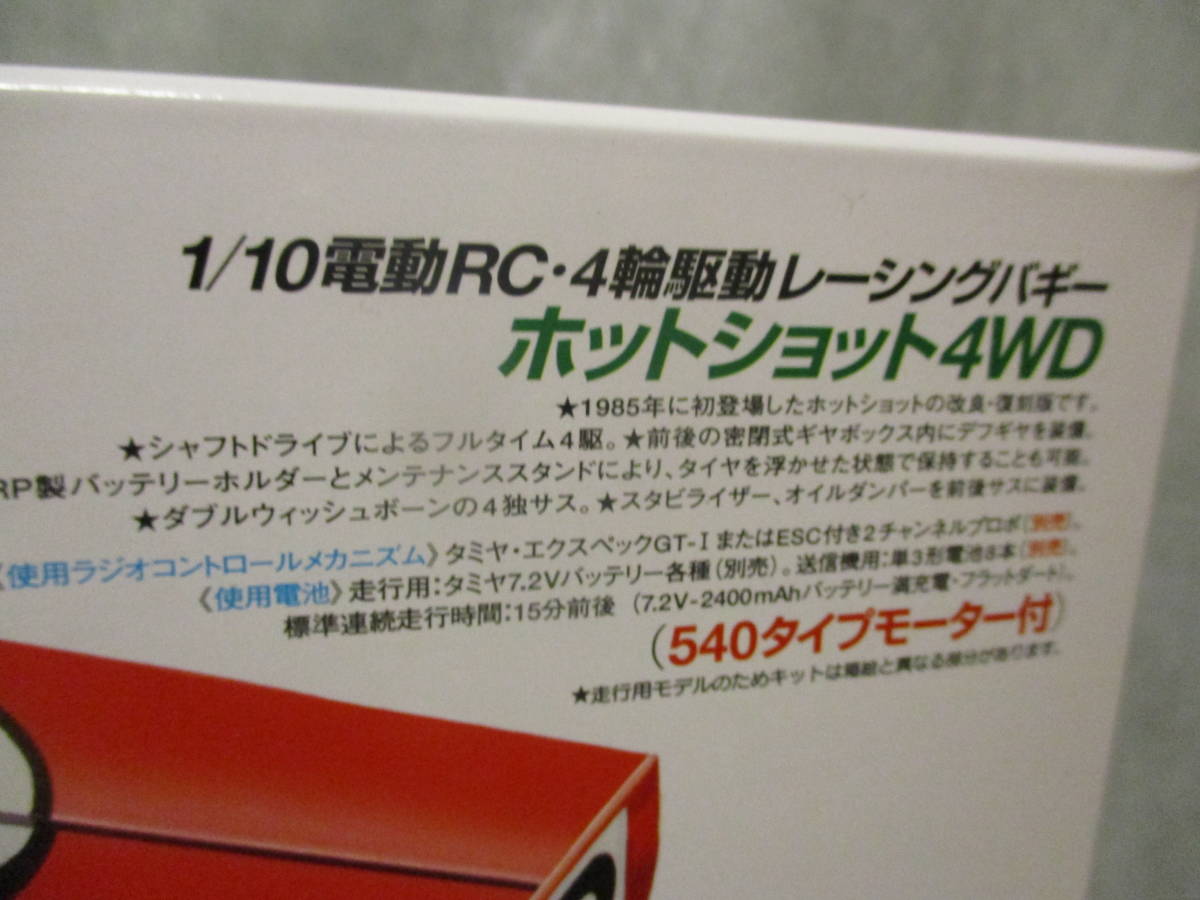 1/10電動RC・4輪駆動レーシングバギー
ホットショット4WD
★1985年に初登場したホットショットの改良・復刻版です。
★シャフトドライブによるフルタイム4駆。★前後の密閉式ギヤボックス内にデフギヤを装備。
RP製バッテリーホルダーとメンテナンススタンドにより、タイヤを浮かせた状態で保持することも可能。
★ダブルウィッシュボーンの4独サス。★スタビライザー、オイルダンパーを前後サスに装備。
《使用ラジオコントロールメカニズム》タミヤ・エクスペックGT-IまたはESC付き2チャンネルプロポ(別売)。
《使用電池》走行用:タミヤ7.2Vバッテリー各種(別売)。送信機用:単3形電池8本(別売)。
標準連続走行時間:15分前後 (7.2V-2400mAhバッテリー満充電・フラットダート)。
(540タイプモーター付)
★走行用モデルのためキットは箱絵と異なる部分があります。